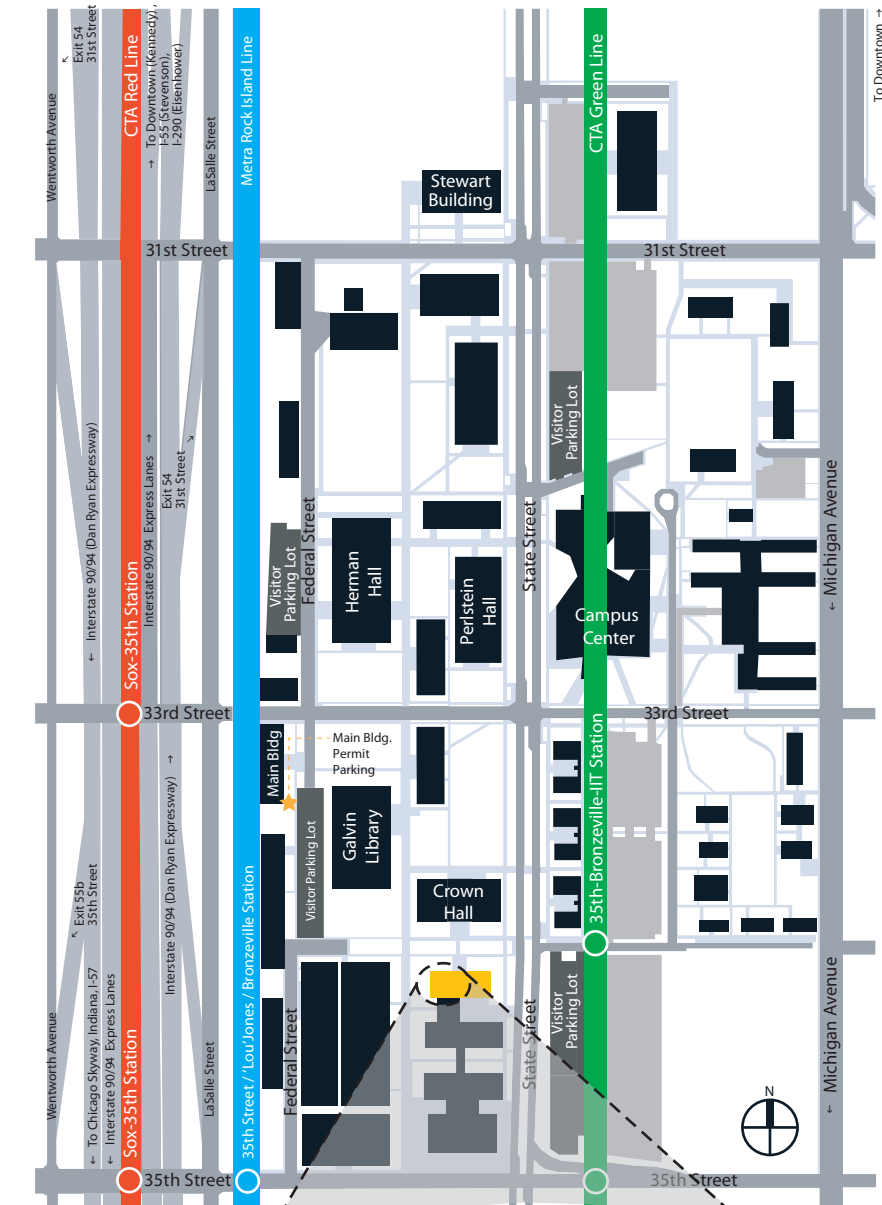 To Downtown →
↖ Exit 54
31st Street
Wentworth Avenue
CTA Red Line
→ To Downtown (Kennedy),
I-55 (Stevenson),
I-290 (Eisenhower)
LaSalle Street
Metra Rock Island Line
CTA Green Line
Stewart
Building
31st Street
31st Street
Visitor
Parking Lot
← Interstate 90/94 (Dan Ryan Expressway)
Interstate 90/94 Express Lanes →
Exit 54
31st Street →
Federal Street
Visitor
Parking Lot
Herman
Hall
Perlstein
Hall
State Street
Campus
Center
← Michigan Avenue
Sox-35th Station
33rd Street
33rd Street
Main Bldg
Main Bldg.
Permit
Parking
Visitor Parking Lot
Galvin
Library
Crown
Hall
35th-Bronzeville-IIT Station
Interstate 90/94 (Dan Ryan Expressway) →
↖ Exit 55b
35th Street
← To Chicago Skyway, Indiana, I-57
← Interstate 90/94 Express Lanes
Wentworth Avenue
Sox-35th Station
LaSalle Street
35th Street / 'Lou' Jones / Bronzeville Station
Federal Street
State Street
Visitor
Parking Lot
← Michigan Avenue
N
35th Street
35th Street